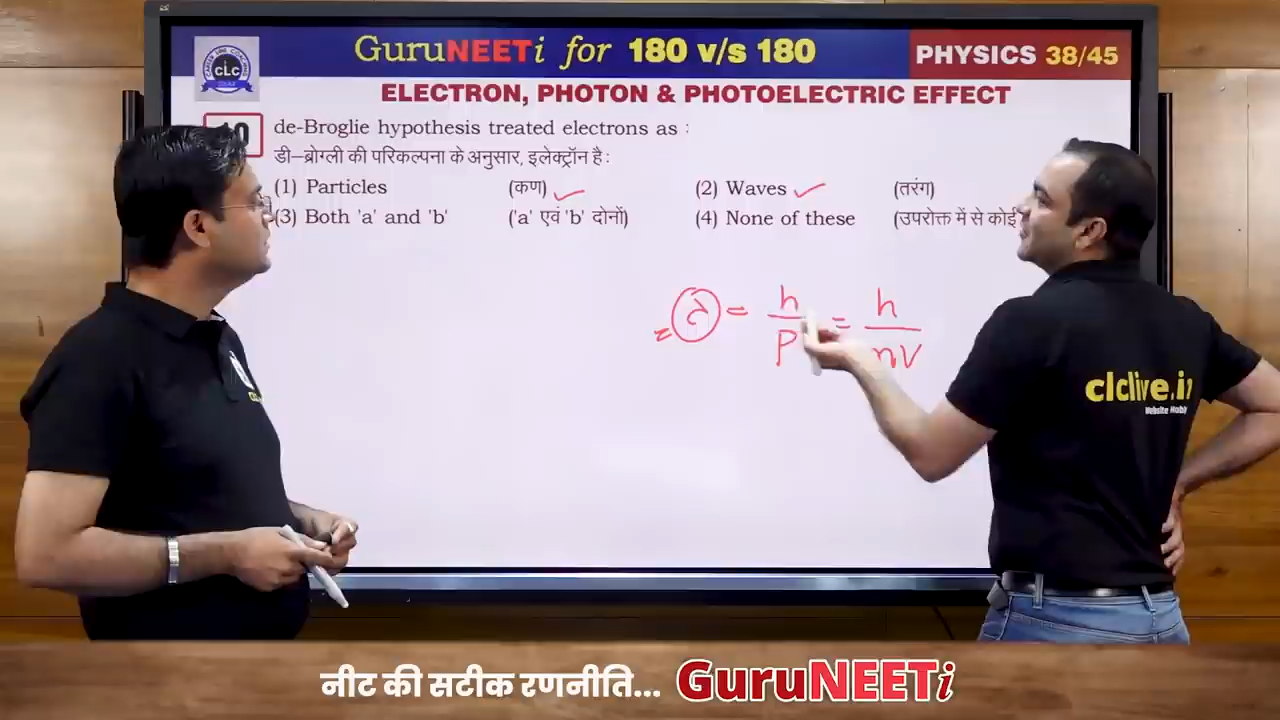 GuruNEETi for 180 v/s 180
PHYSICS 38/45
CLC
ELECTRON, PHOTON & PHOTOELECTRIC EFFECT
de-Broglie hypothesis treated electrons as :
डी–ब्रोग्ली की परिकल्पना के अनुसार, इलेक्ट्रॉन है :
(1) Particles (कण) (2) Waves (तरंग)
(3) Both 'a' and 'b' ('a' एवं 'b' दोनों) (4) None of these (उपरोक्त में से कोई
λ = h/P = h/mV
clclive.in
नीट की सटीक रणनीति... GuruNEETi